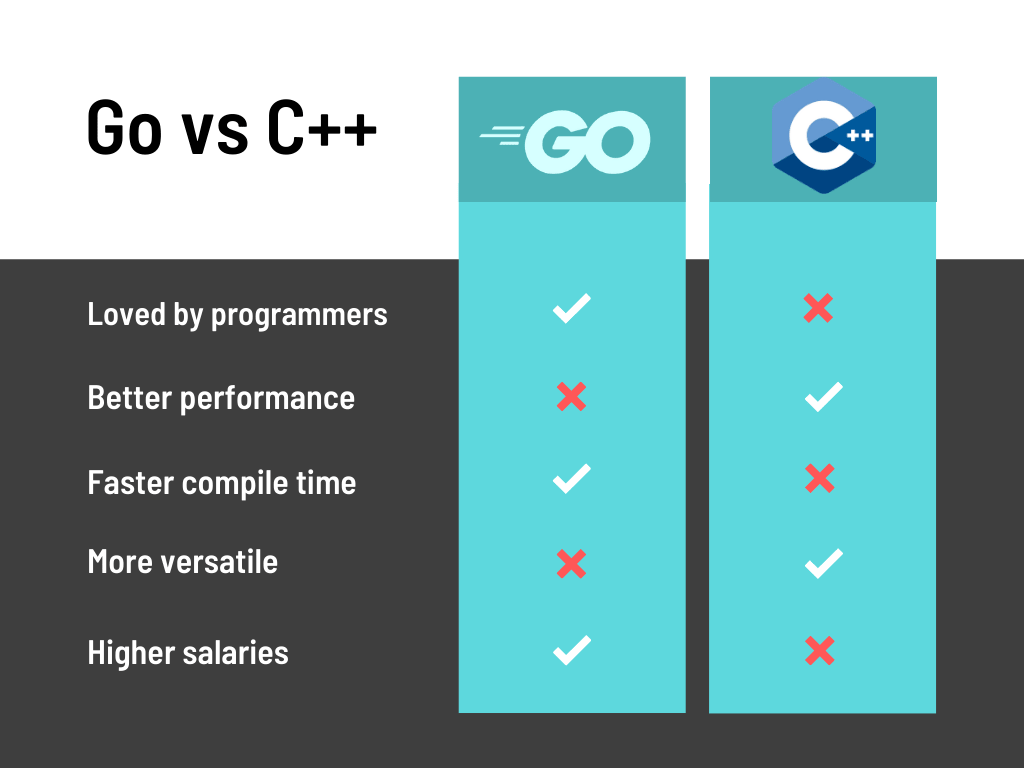 Go vs C++
GO
C++
Loved by programmers
Better performance
Faster compile time
More versatile
Higher salaries